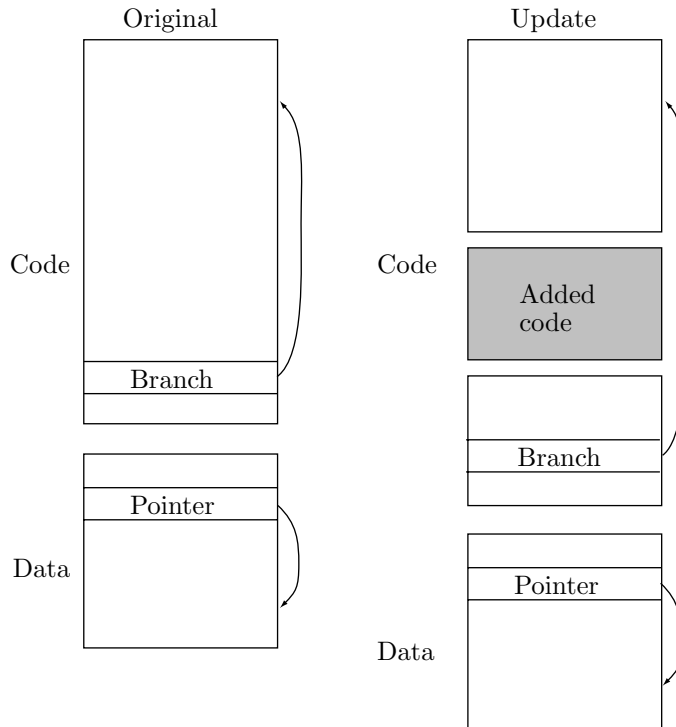 Original
Code
Branch
Pointer
Data
Update
Code
Added
code
Branch
Pointer
Data